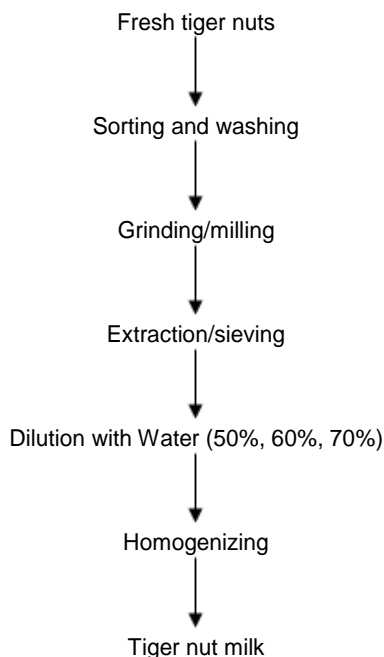 Fresh tiger nuts
Sorting and washing
Grinding/milling
Extraction/sieving
Dilution with Water (50%, 60%, 70%)
Homogenizing
Tiger nut milk